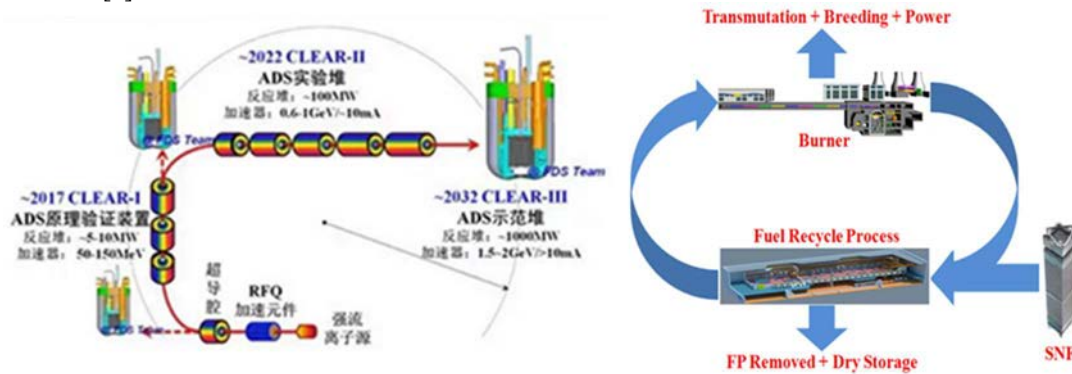 ~2022 CLEAR-II
ADS实验堆
反应堆：~100MW
加速器：0.6-1GeV/~10mA
FDS Team
FDS Team
~2017 CLEAR-I
ADS原理验证装置
反应堆：~5-10MW
加速器：50-150MeV
~2032 CLEAR-III
ADS示范堆
反应堆：~1000MW
加速器：1.5~2GeV/>10mA
超
导
腔
RFQ
加速元件
强流
离子源
Transmutation + Breeding + Power
Burner
Fuel Recycle Process
SNF
FP Removed + Dry Storage